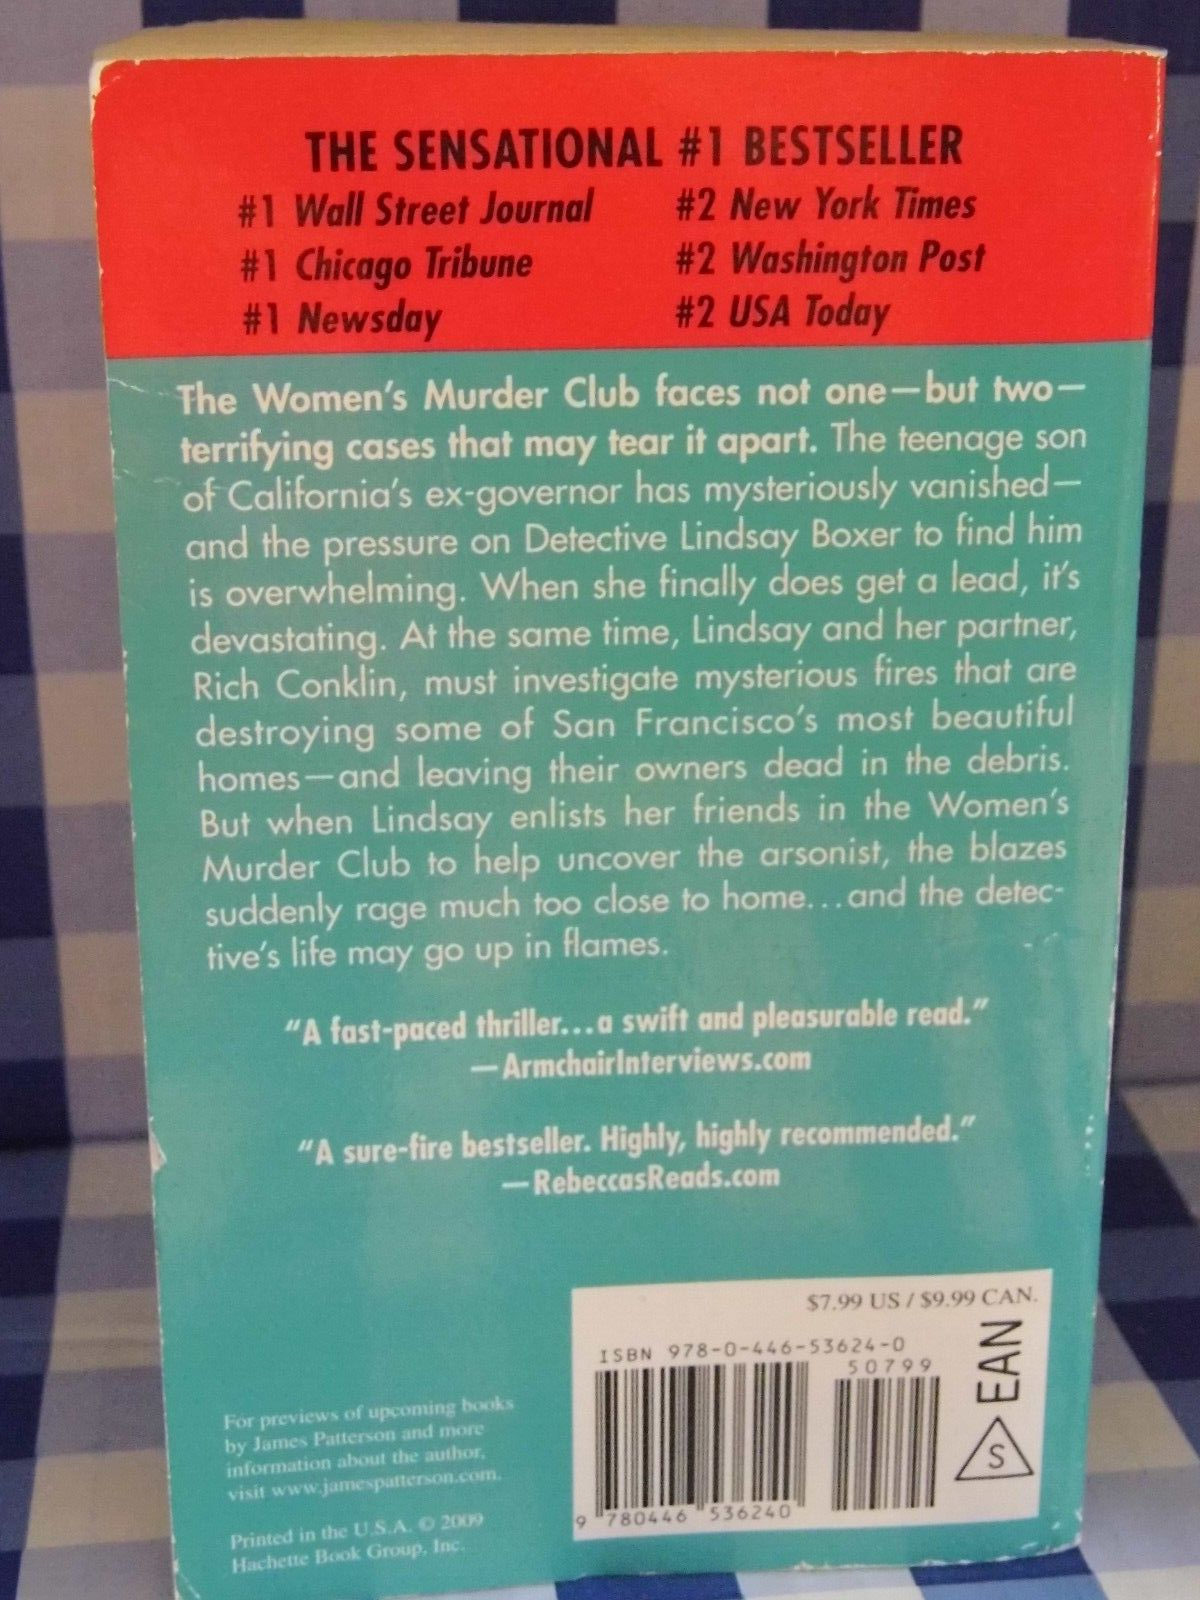 THE SENSATIONAL #1 BESTSELLER
#1 Wall Street Journal
#1 Chicago Tribune
#1 Newsday
#2 New York Times
#2 Washington Post
#2 USA Today
The Women's Murder Club faces not one—but two—
terrifying cases that may tear it apart. The teenage son
of California's ex-governor has mysteriously vanished—
and the pressure on Detective Lindsay Boxer to find him
is overwhelming. When she finally does get a lead, it's
devastating. At the same time, Lindsay and her partner,
Rich Conklin, must investigate mysterious fires that are
destroying some of San Francisco's most beautiful
homes—and leaving their owners dead in the debris.
But when Lindsay enlists her friends in the Women's
Murder Club to help uncover the arsonist, the blazes
suddenly rage much too close to home...and the detec-
tive's life may go up in flames.
"A fast-paced thriller...a swift and pleasurable read."
—ArmchairInterviews.com
"A sure-fire bestseller. Highly, highly recommended."
—RebeccasReads.com
For previews of upcoming books
by James Patterson and more
information about the author,
visit www.jamespatterson.com.
Printed in the U.S.A. © 2009
Hachette Book Group, Inc.
$7.99 US / $9.99 CAN.
ISBN 978-0-446-53624-0
50799
9 780446 536240
EAN
S